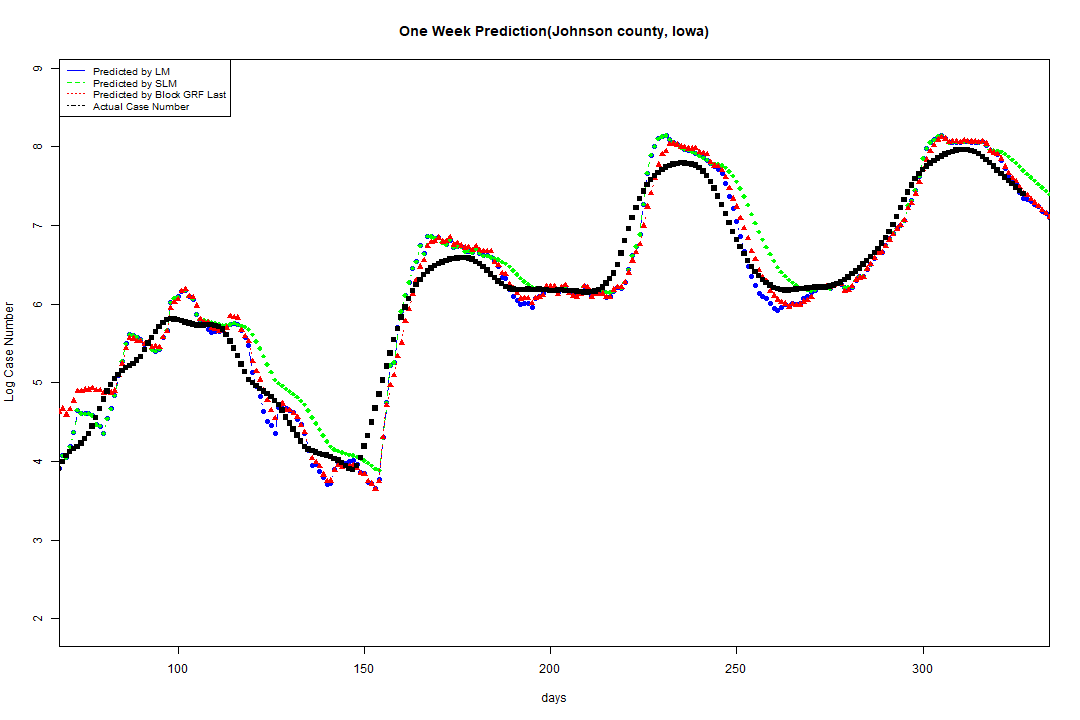 One Week Prediction(Johnson county, Iowa)
Predicted by LM
Predicted by SLM
Predicted by Block GRF Last
Actual Case Number
9
8
7
6
5
4
3
2
Log Case Number
100 150 200 250 300
days